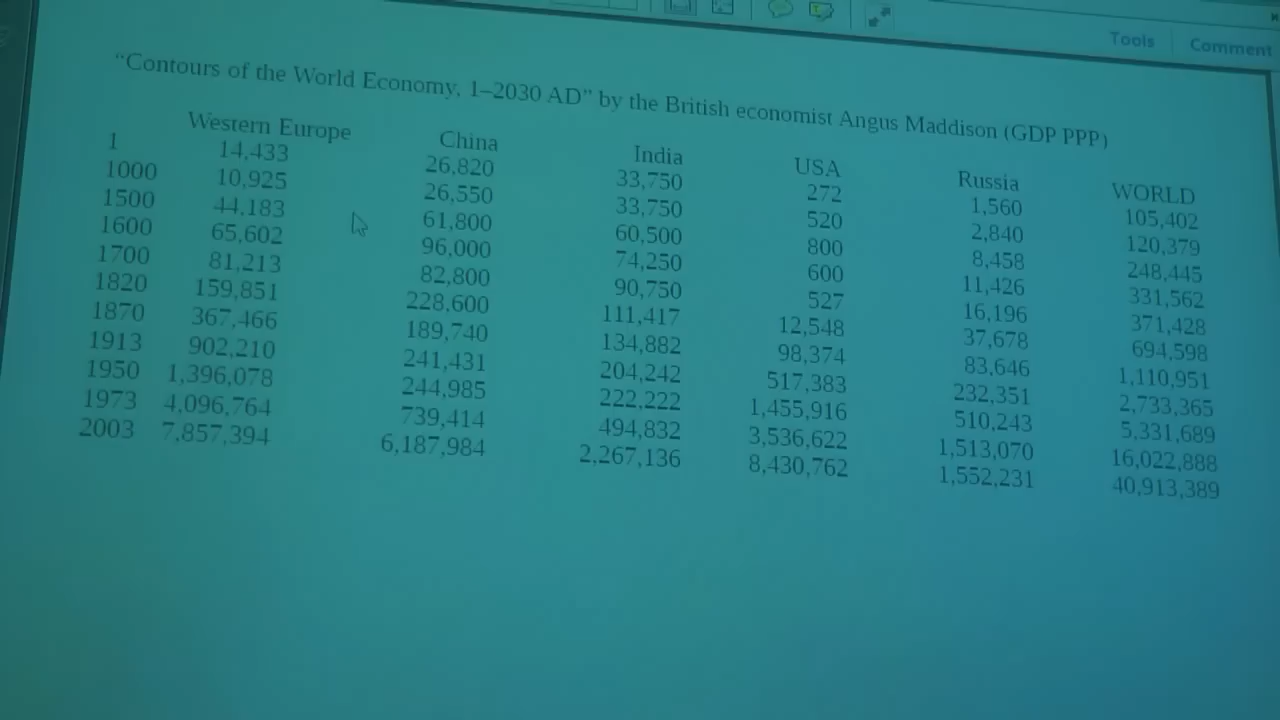 Tools Comment
“Contours of the World Economy, 1–2030 AD” by the British economist Angus Maddison (GDP PPP)
Western Europe China India USA Russia WORLD
1 14,433 26,820 33,750 272 1,560 105,402
1000 10,925 26,550 33,750 520 2,840 120,379
1500 44,183 61,800 60,500 800 8,458 248,445
1600 65,602 96,000 74,250 600 11,426 331,562
1700 81,213 82,800 90,750 527 16,196 371,428
1820 159,851 228,600 111,417 12,548 37,678 694,598
1870 367,466 189,740 134,882 98,374 83,646 1,110,951
1913 902,210 241,431 204,242 517,383 232,351 2,733,365
1950 1,396,078 244,985 222,222 1,455,916 510,243 5,331,689
1973 4,096,764 739,414 494,832 3,536,622 1,513,070 16,022,888
2003 7,857,394 6,187,984 2,267,136 8,430,762 1,552,231 40,913,389